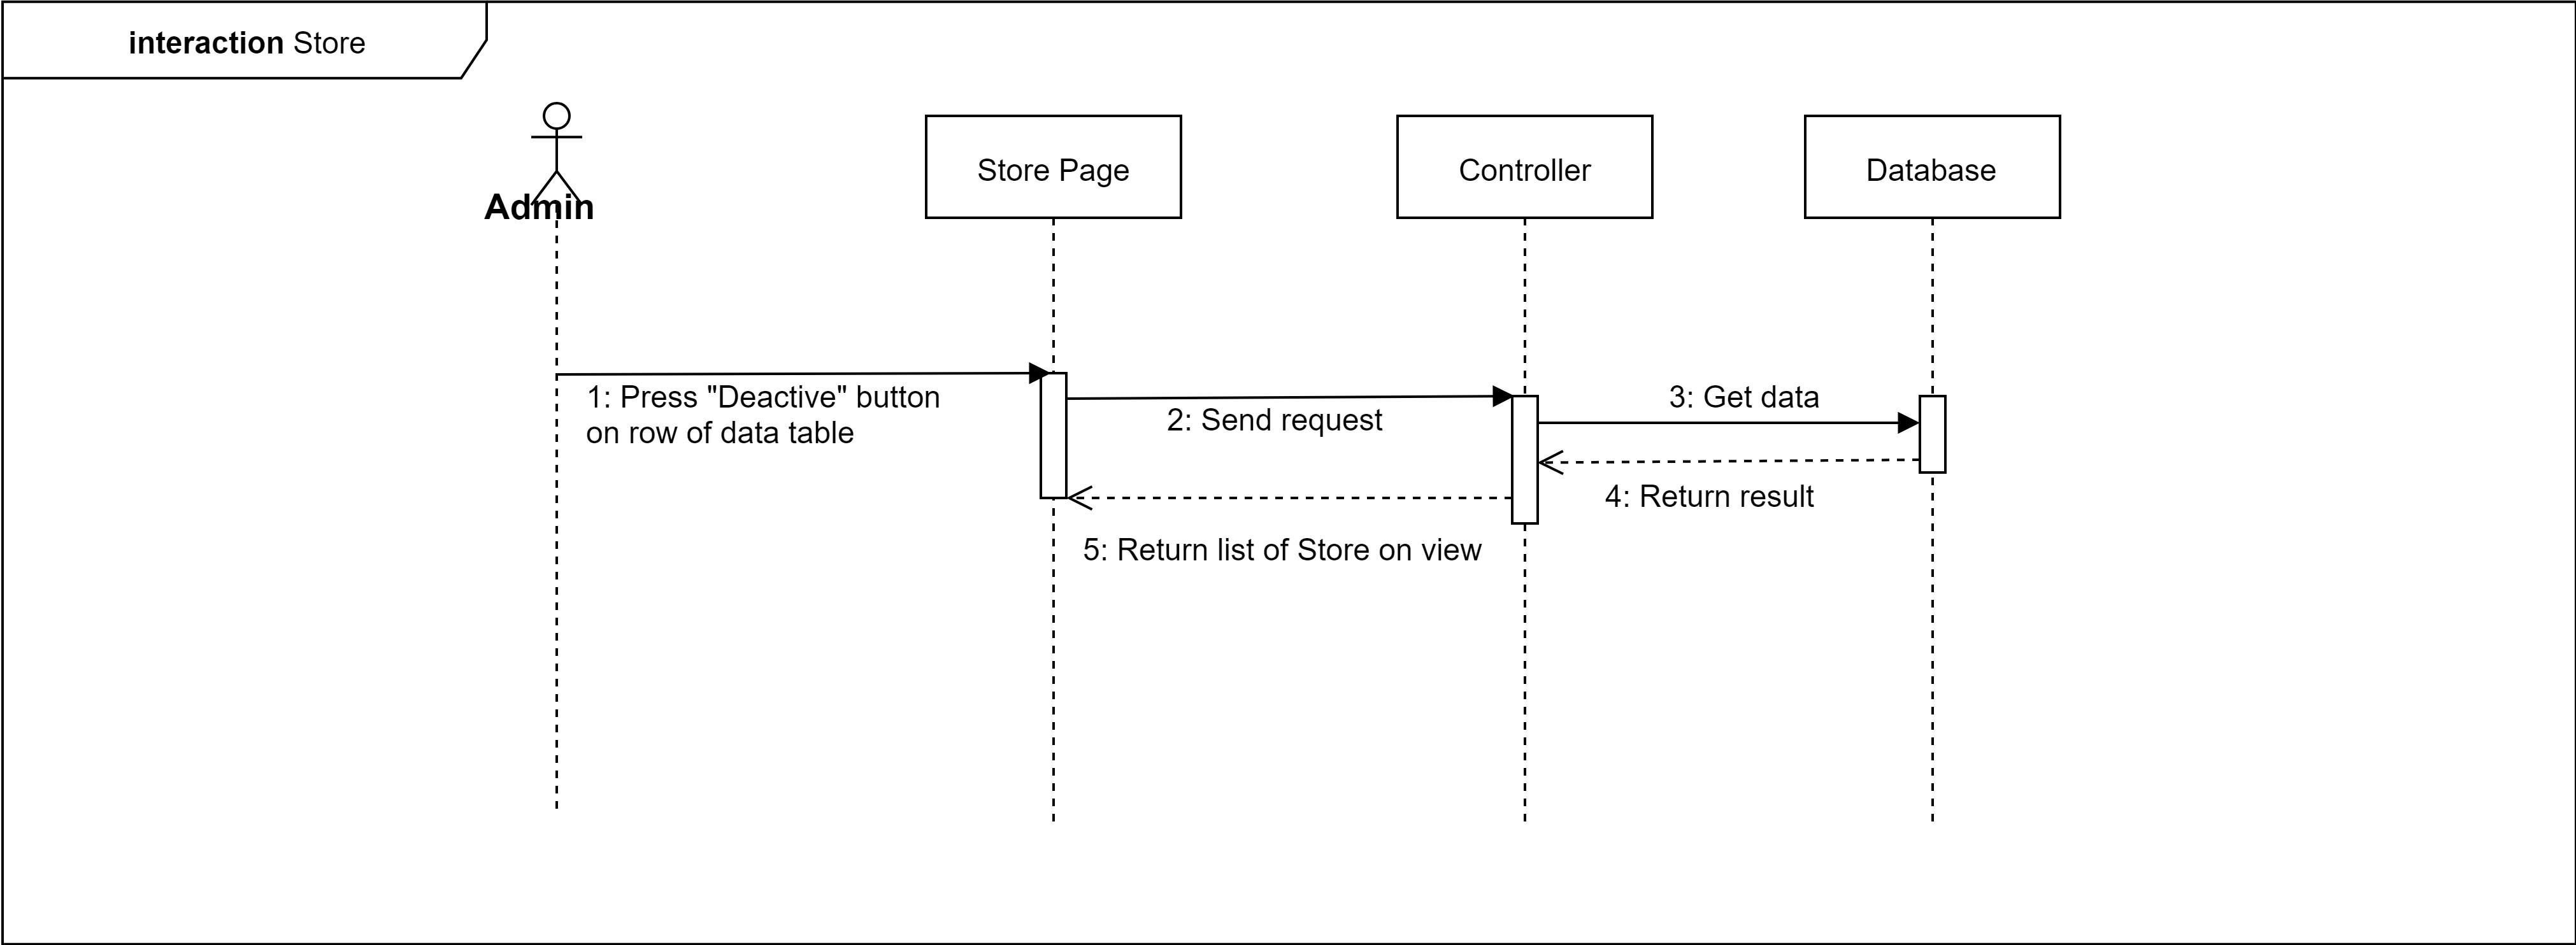 interaction Store
Admin
Store Page
Controller
Database
1: Press "Deactive" button
on row of data table
2: Send request
3: Get data
4: Return result
5: Return list of Store on view